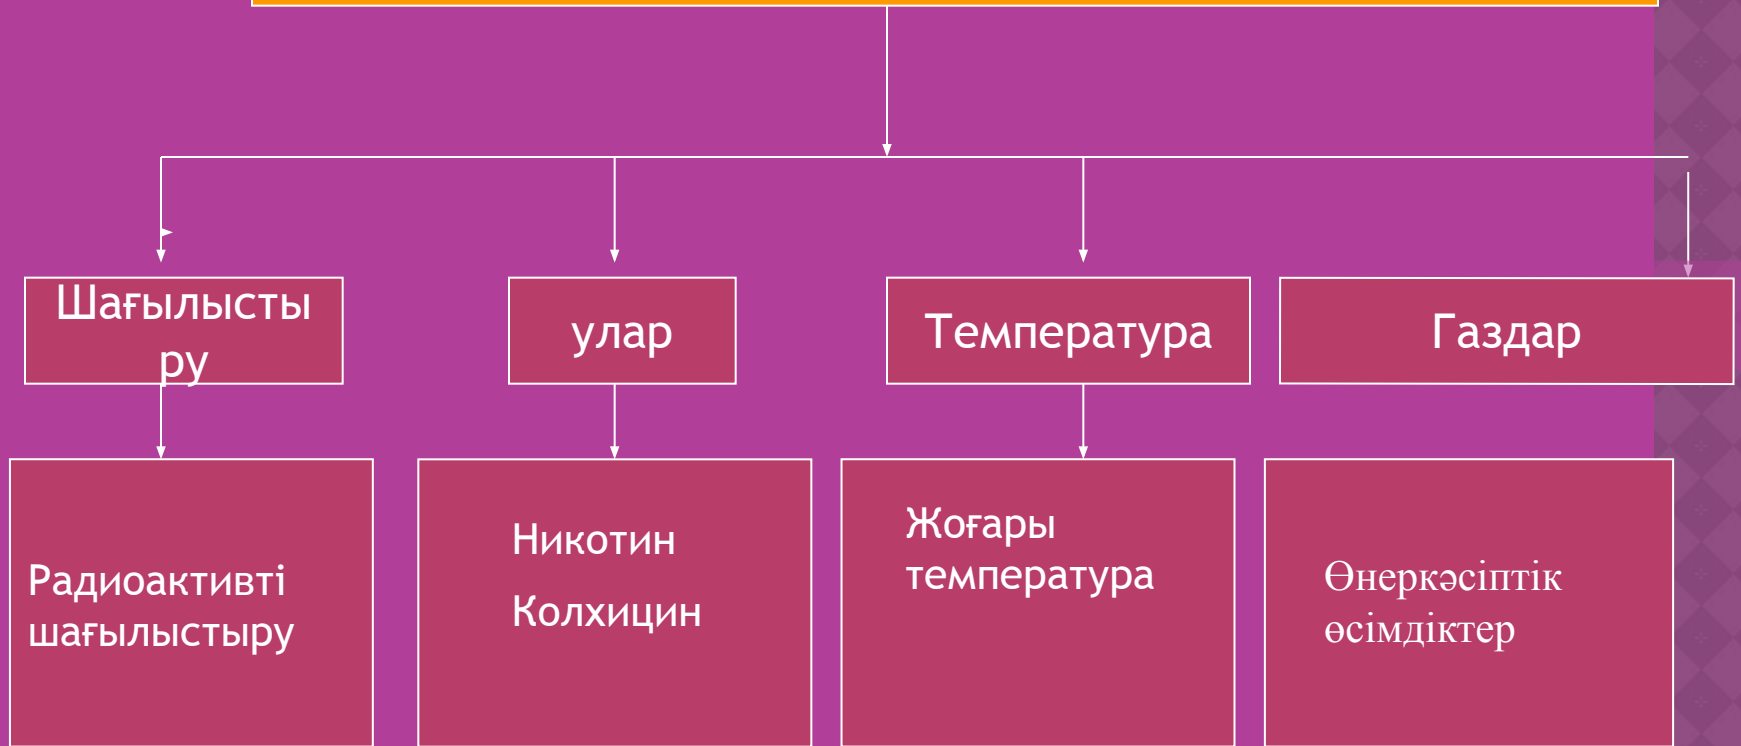 Шағылысты
ру
улар
Температура
Газдар
Радиоактивті
шағылыстыру
Никотин
Колхицин
Жоғары
температура
Өнеркәсіптік
өсімдіктер